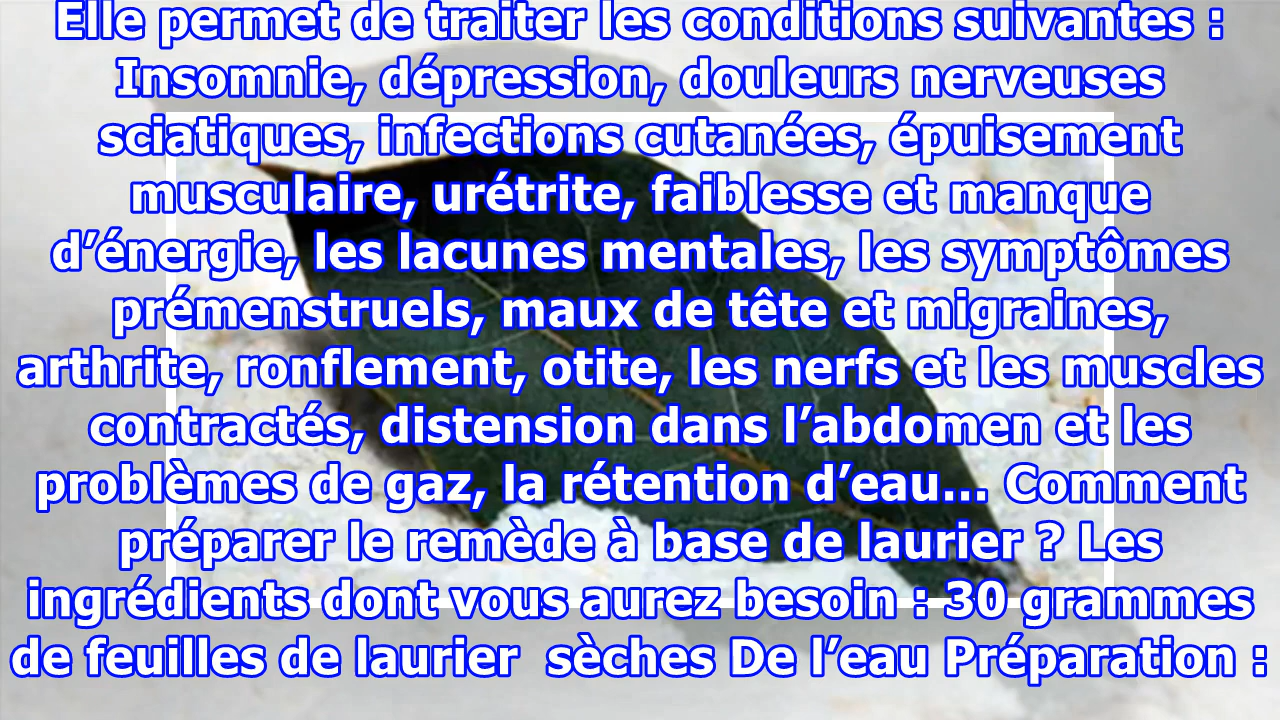 Elle permet de traiter les conditions suivantes :
Insomnie, dépression, douleurs nerveuses
sciatiques, infections cutanées, épuisement
musculaire, urétrite, faiblesse et manque
d’énergie, les lacunes mentales, les symptômes
prémenstruels, maux de tête et migraines,
arthrite, ronflement, otite, les nerfs et les muscles
contractés, distension dans l’abdomen et les
problèmes de gaz, la rétention d’eau... Comment
préparer le remède à base de laurier ? Les
ingrédients dont vous aurez besoin : 30 grammes
de feuilles de laurier  sèches De l’eau Préparation :